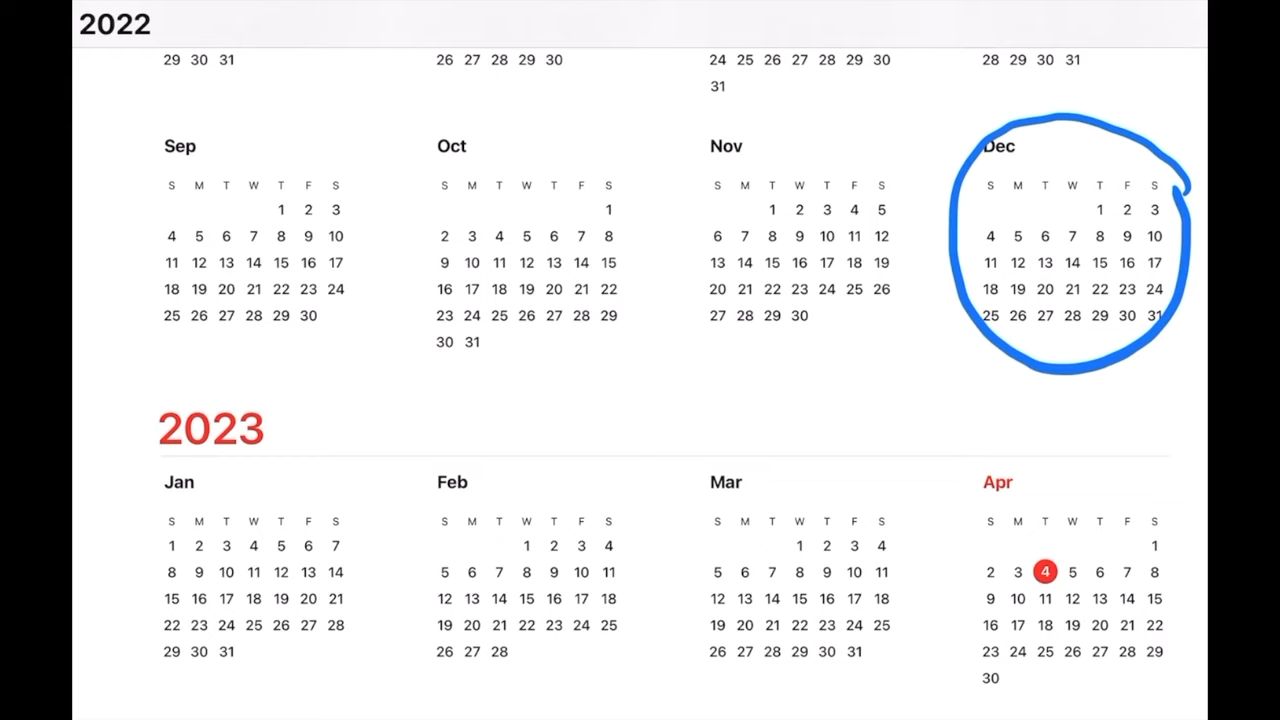 2022
29 30 31 26 27 28 29 30 24 25 26 27 28 29 30 28 29 30 31
31
Sep Oct Nov Dec
S M T W T F S S M T W T F S S M T W T F S S M T W T F S
1 2 3 1 1 2 3 4 5 1 2 3
4 5 6 7 8 9 10 2 3 4 5 6 7 8 6 7 8 9 10 11 12 4 5 6 7 8 9 10
11 12 13 14 15 16 17 9 10 11 12 13 14 15 13 14 15 16 17 18 19 11 12 13 14 15 16 17
18 19 20 21 22 23 24 16 17 18 19 20 21 22 20 21 22 23 24 25 26 18 19 20 21 22 23 24
25 26 27 28 29 30 23 24 25 26 27 28 29 27 28 29 30 25 26 27 28 29 30 31
30 31
2023
Jan Feb Mar Apr
S M T W T F S S M T W T F S S M T W T F S S M T W T F S
1 2 3 4 5 6 7 1 2 3 4 1 2 3 4 1
8 9 10 11 12 13 14 5 6 7 8 9 10 11 5 6 7 8 9 10 11 2 3 4 5 6 7 8
15 16 17 18 19 20 21 12 13 14 15 16 17 18 12 13 14 15 16 17 18 9 10 11 12 13 14 15
22 23 24 25 26 27 28 19 20 21 22 23 24 25 19 20 21 22 23 24 25 16 17 18 19 20 21 22
29 30 31 26 27 28 26 27 28 29 30 31 23 24 25 26 27 28 29
30